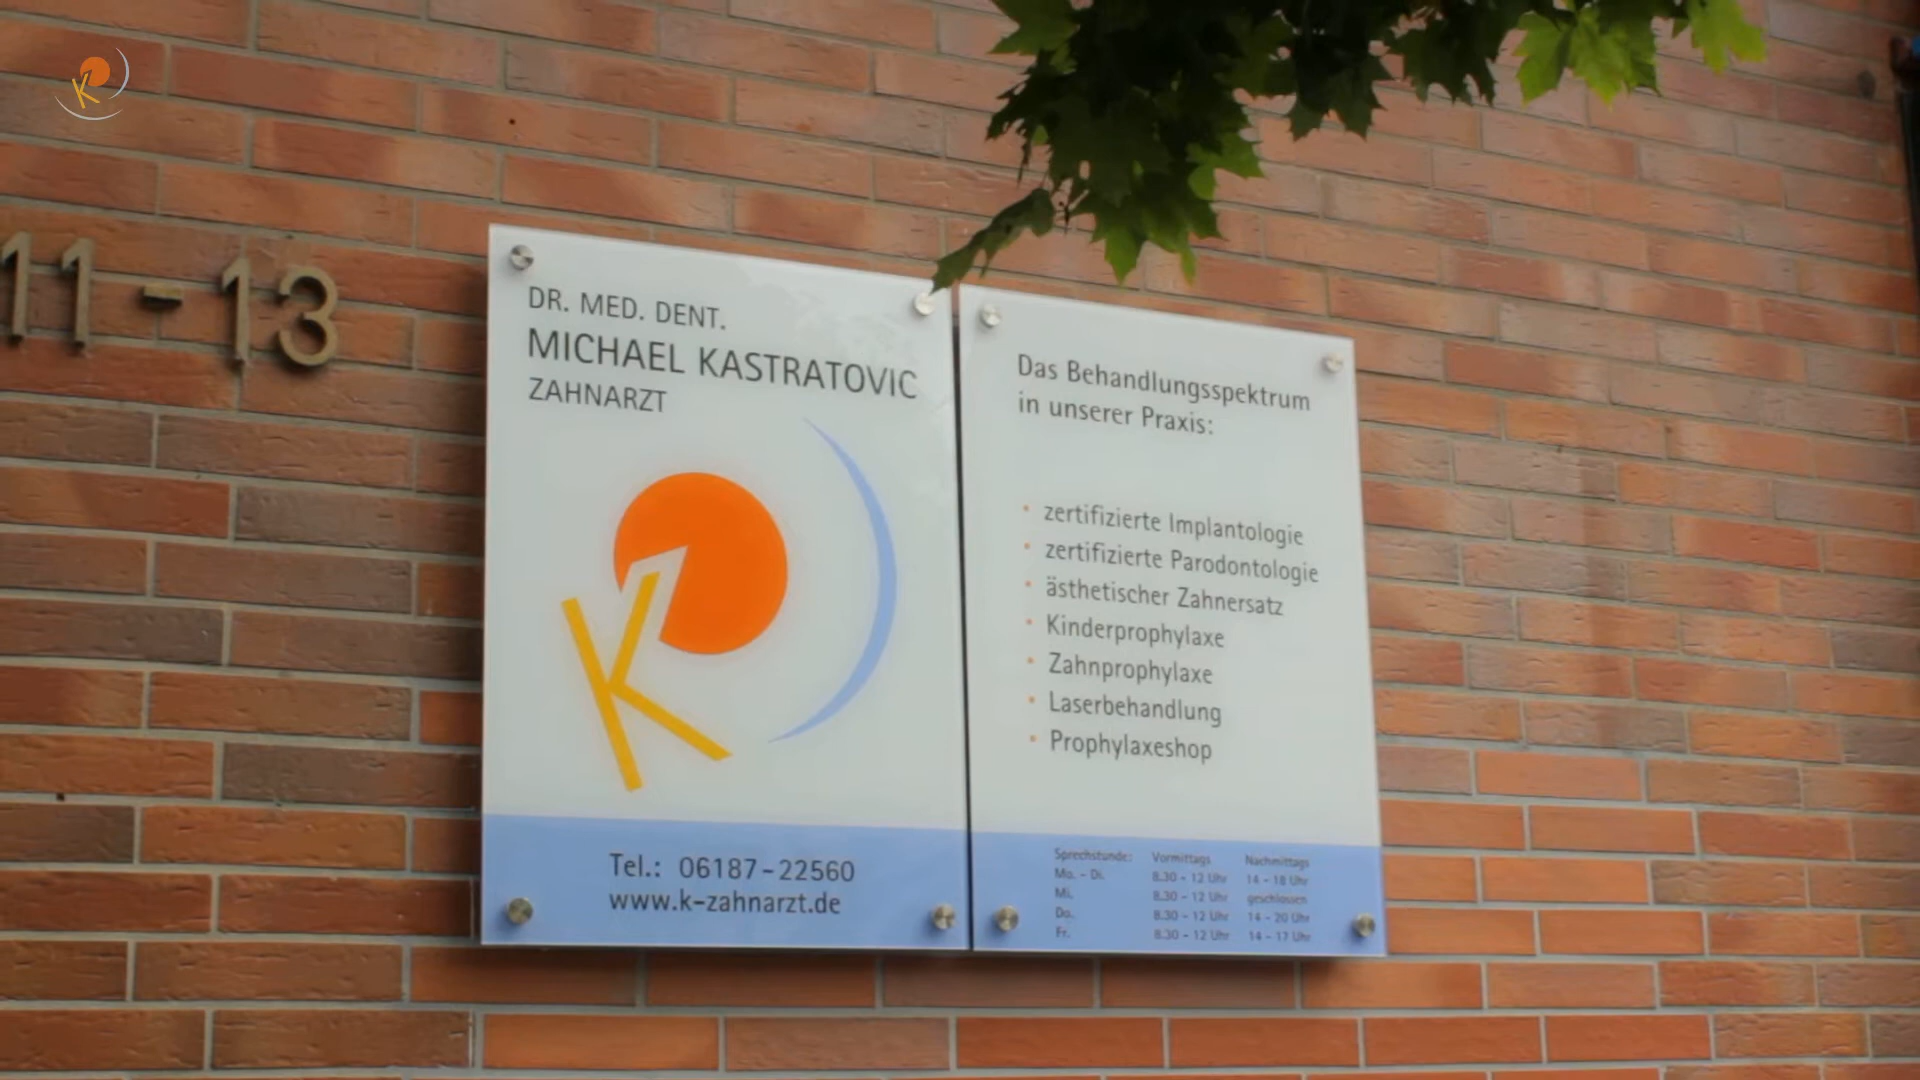 K
11-13
DR. MED. DENT.
MICHAEL KASTRATOVIC
ZAHNARZT
K
Tel.: 06187-22560
www.k-zahnarzt.de
Das Behandlungsspektrum
in unserer Praxis:
• zertifizierte Implantologie
• zertifizierte Parodontologie
• ästhetischer Zahnersatz
• Kinderprophylaxe
• Zahnprophylaxe
• Laserbehandlung
• Prophylaxeshop
Sprechstunde: Vormittags Nachmittags
Mo. - Di. 8.30 - 12 Uhr 14 - 18 Uhr
Mi. 8.30 - 12 Uhr geschlossen
Do. 8.30 - 12 Uhr 14 - 20 Uhr
Fr. 8.30 - 12 Uhr 14 - 17 Uhr